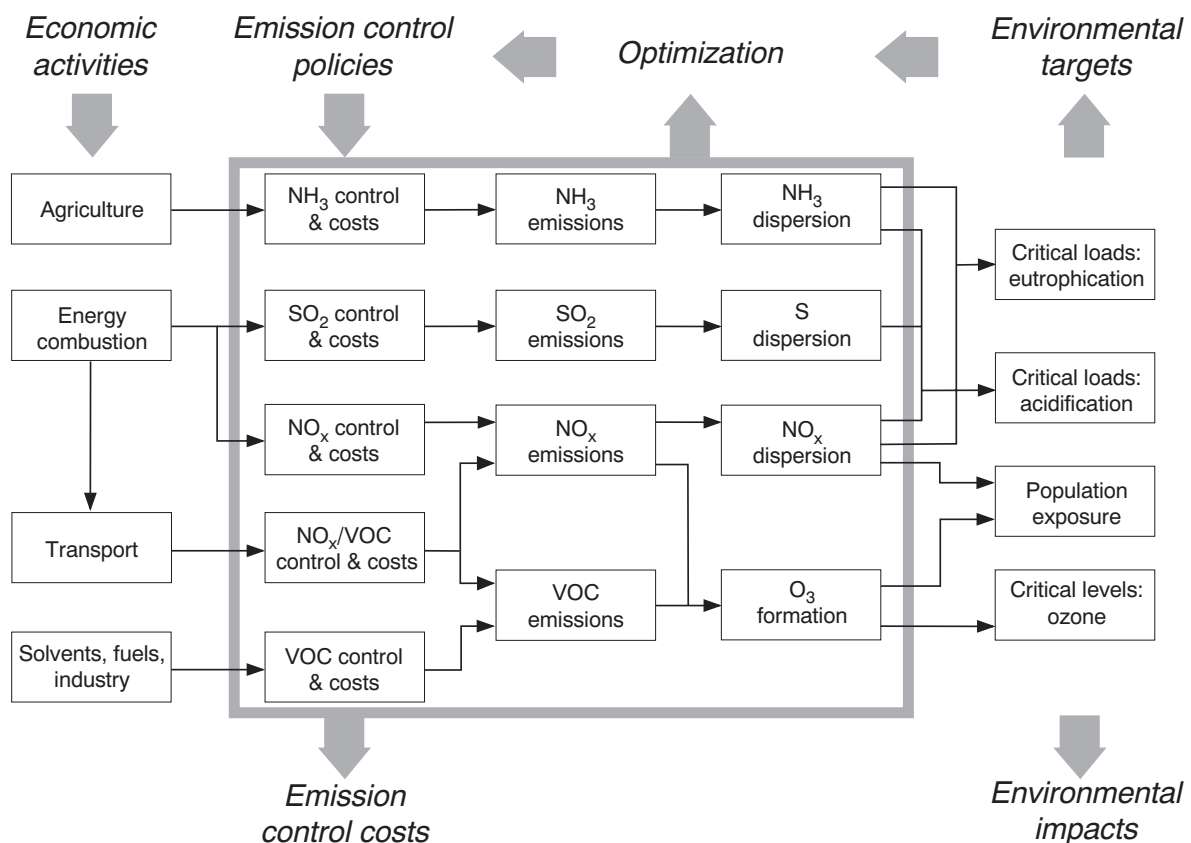 Economic
activities
Emission control
policies
Optimization
Environmental
targets
Agriculture
NH₃ control
& costs
NH₃
emissions
NH₃
dispersion
Critical loads:
eutrophication
Energy
combustion
SO₂ control
& costs
SO₂
emissions
S
dispersion
Critical loads:
acidification
NOₓ control
& costs
NOₓ
emissions
NOₓ
dispersion
Population
exposure
Transport
NOₓ/VOC
control & costs
VOC
emissions
O₃
formation
Critical levels:
ozone
Solvents, fuels,
industry
VOC control
& costs
Emission
control costs
Environmental
impacts